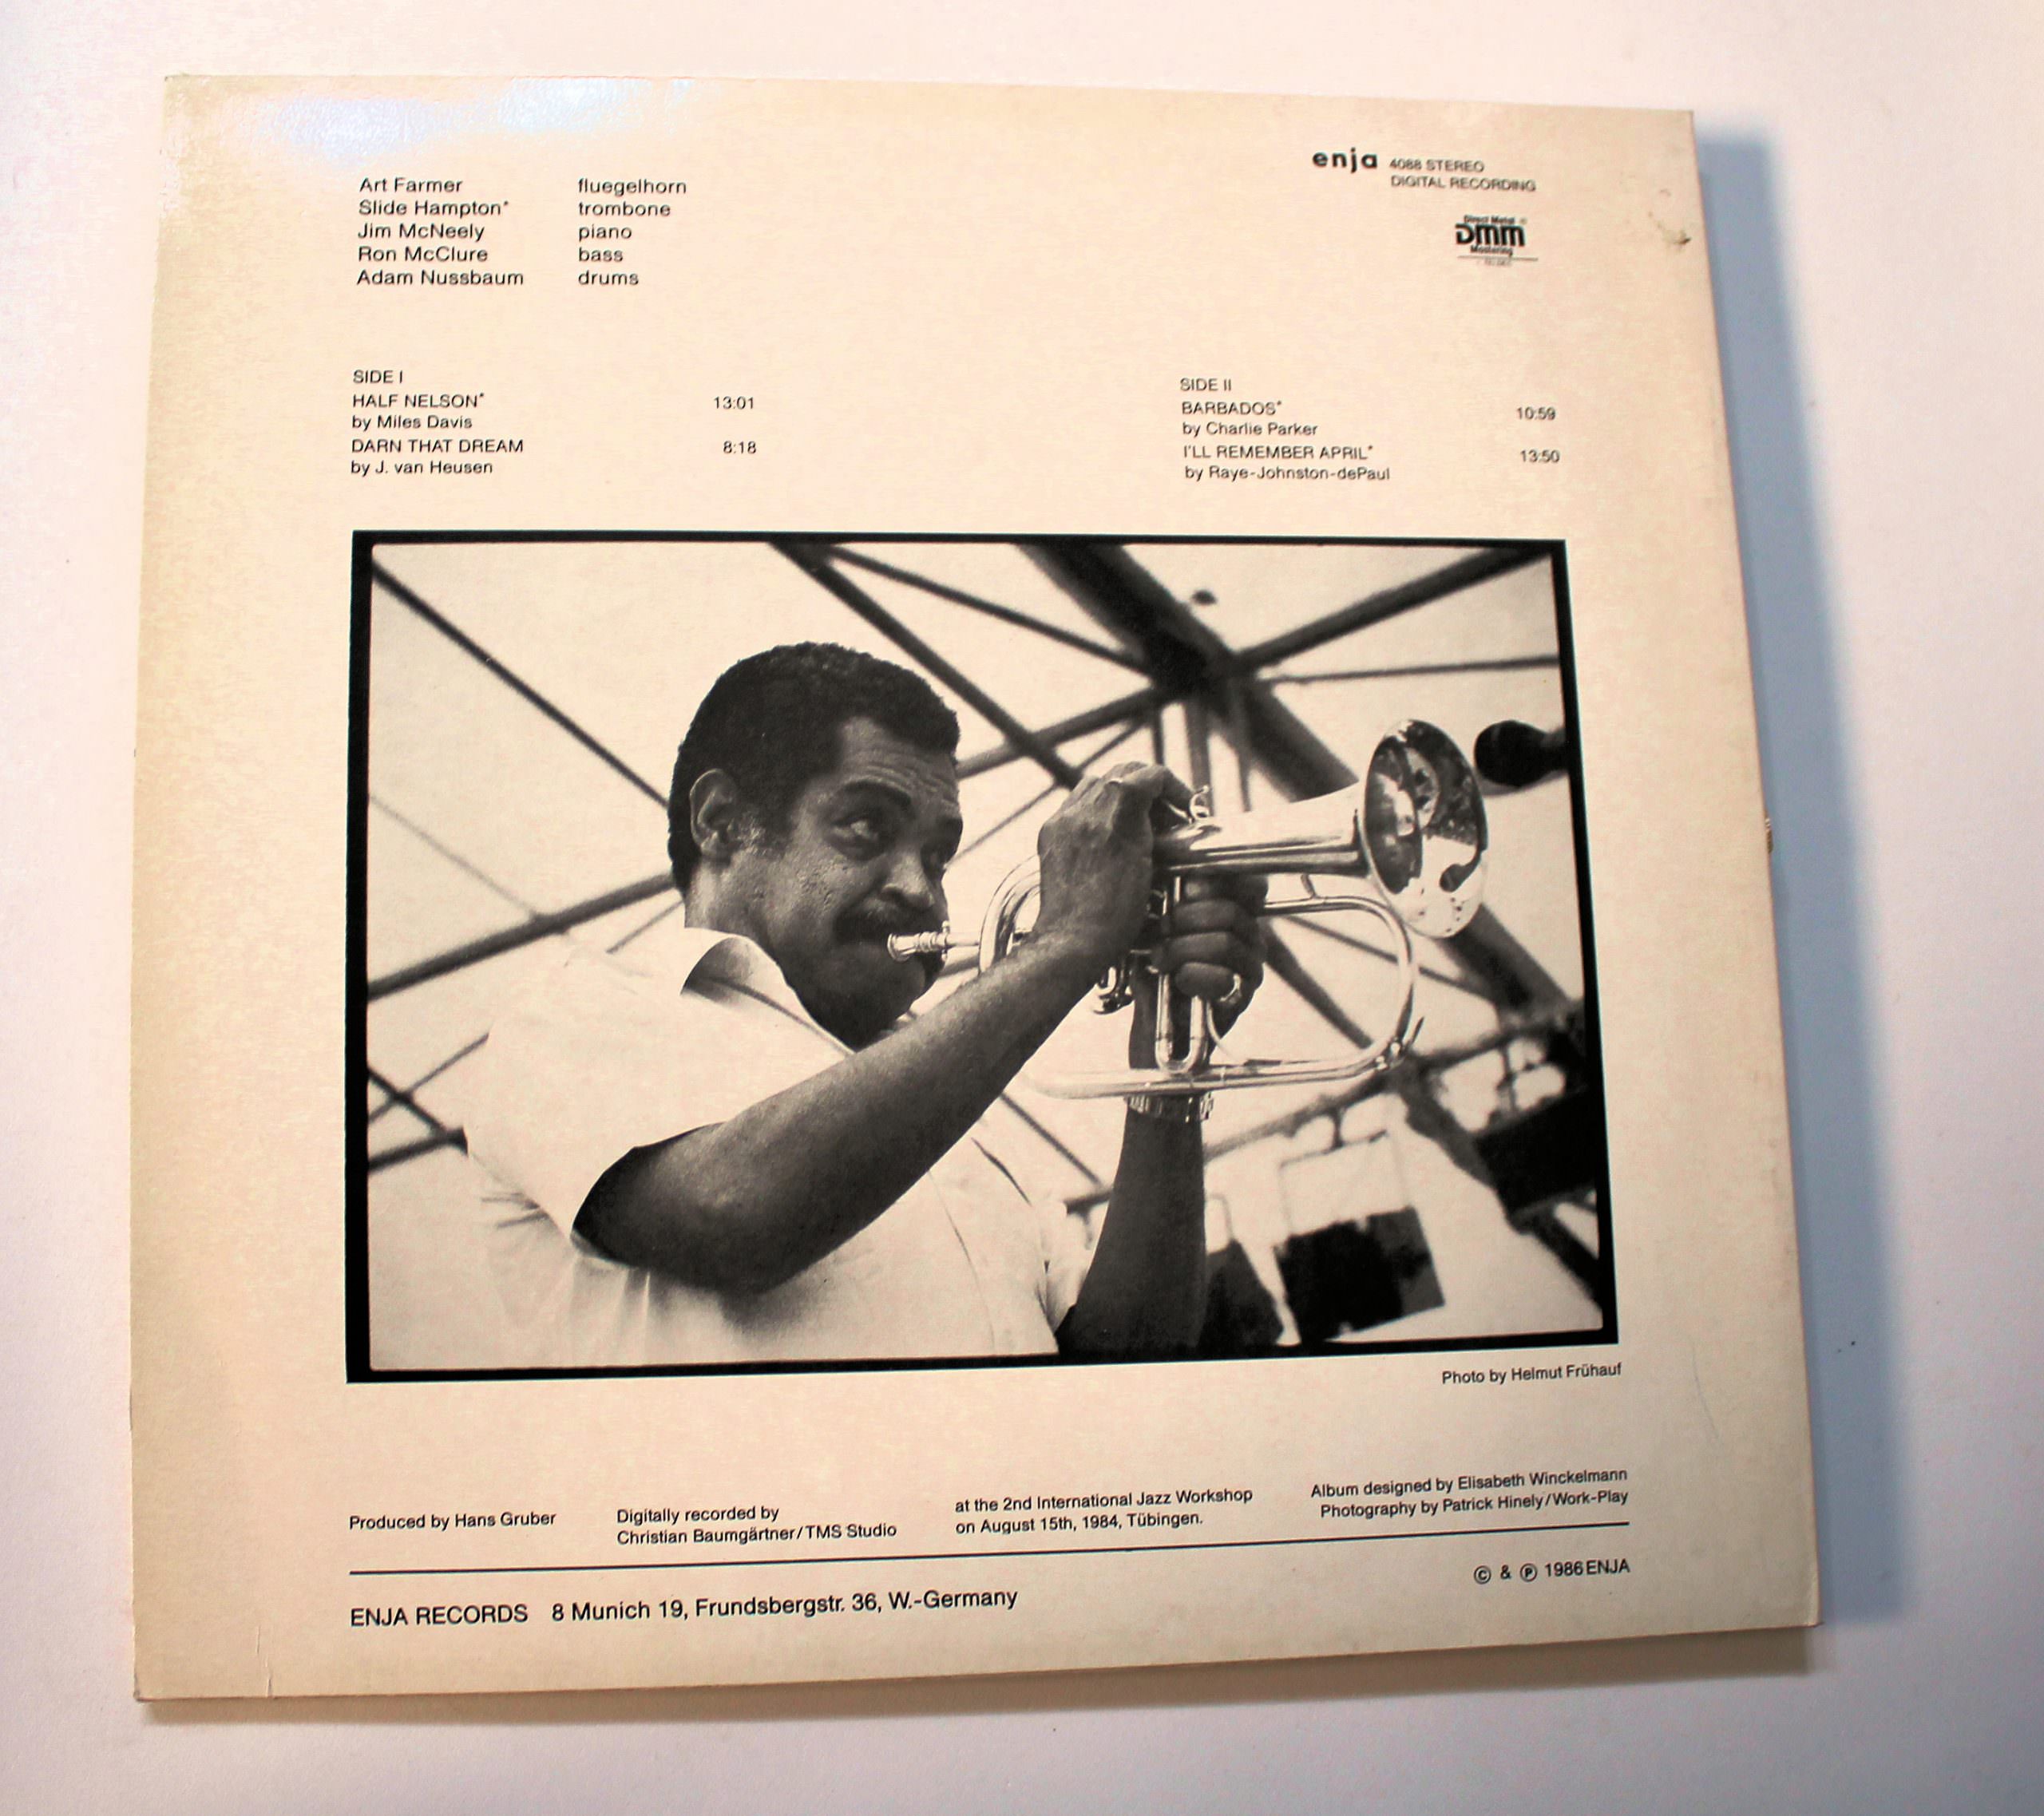 enja 4088 STEREO
DIGITAL RECORDING
Direct Metal
DMM
Mastering
Art Farmer fluegelhorn
Slide Hampton* trombone
Jim McNeely piano
Ron McClure bass
Adam Nussbaum drums
SIDE I
HALF NELSON* 13:01
by Miles Davis
DARN THAT DREAM 8:18
by J. van Heusen
SIDE II
BARBADOS* 10:59
by Charlie Parker
I'LL REMEMBER APRIL* 13:50
by Raye-Johnston-dePaul
Photo by Helmut Frühauf
Produced by Hans Gruber
Digitally recorded by
Christian Baumgärtner/TMS Studio
at the 2nd International Jazz Workshop
on August 15th, 1984, Tübingen.
Album designed by Elisabeth Winckelmann
Photography by Patrick Hinely/Work-Play
© & ℗ 1986 ENJA
ENJA RECORDS 8 Munich 19, Frundsbergstr. 36, W.-Germany